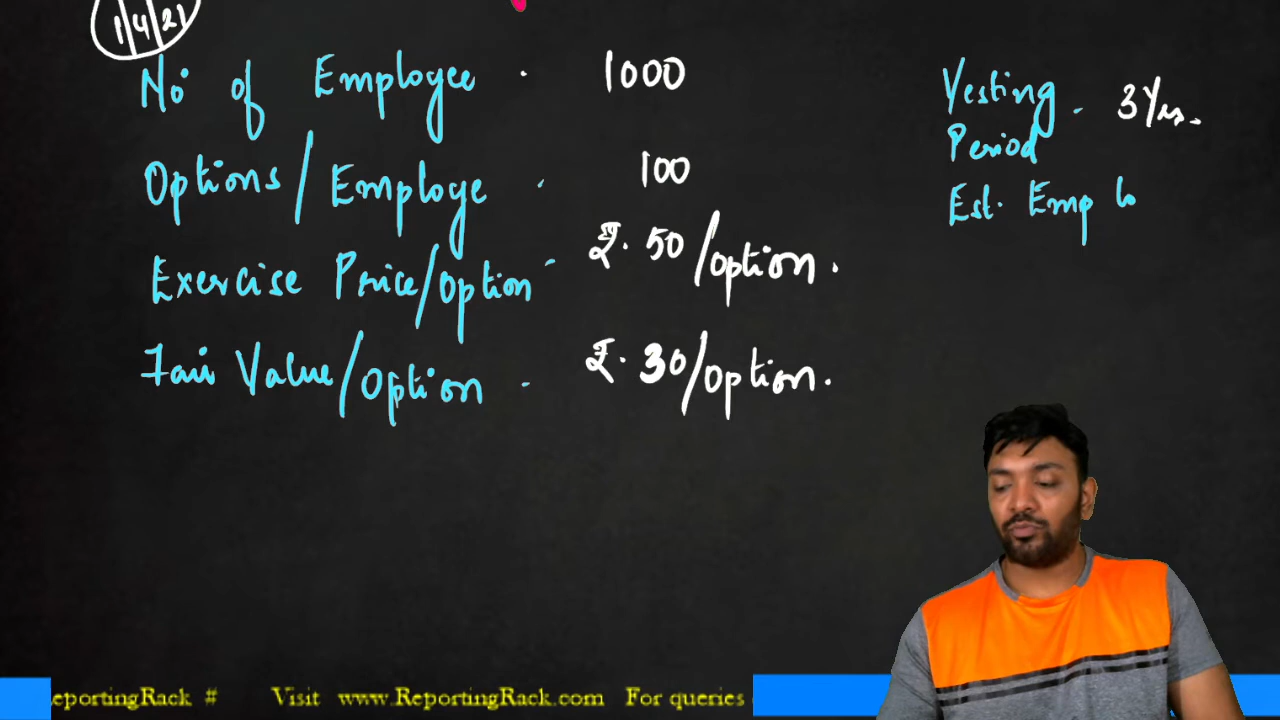 1/4/21
No of Employee - 1000
Options/Employe - 100
Exercise Price/option - ₹. 50/option.
Fair Value/Option - ₹. 30/option.
Vesting - 3 Yrs.
Period
Est. Emp
eportingRack # Visit www.ReportingRack.com For queries